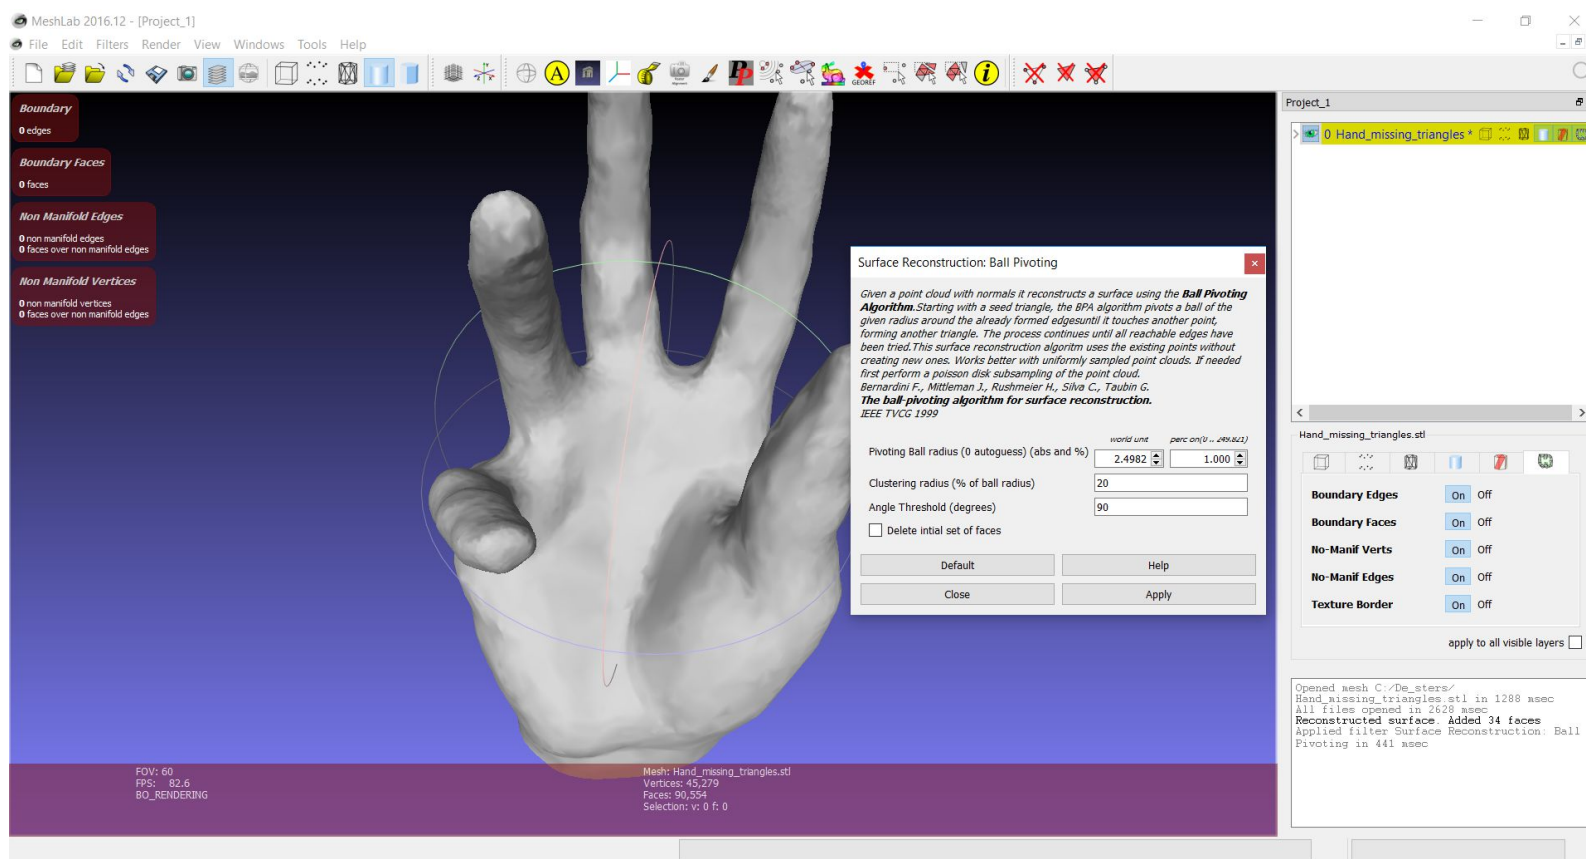 MeshLab 2016.12 - [Project_1]
File Edit Filters Render View Windows Tools Help
A
Pp
GEOREF
i
Boundary
0 edges
Boundary Faces
0 faces
Non Manifold Edges
0 non manifold edges
0 faces over non manifold edges
Non Manifold Vertices
0 non manifold vertices
0 faces over non manifold edges
FOV: 60
FPS: 82.6
BO_RENDERING
Mesh: Hand_missing_triangles.stl
Vertices: 45,279
Faces: 90,554
Selection: v: 0 f: 0
Surface Reconstruction: Ball Pivoting
Given a point cloud with normals it reconstructs a surface using the Ball Pivoting
Algorithm.Starting with a seed triangle, the BPA algorithm pivots a ball of the
given radius around the already formed edgesuntil it touches another point,
forming another triangle. The process continues until all reachable edges have
been tried.This surface reconstruction algoritm uses the existing points without
creating new ones. Works better with uniformly sampled point clouds. If needed
first perform a poisson disk subsampling of the point cloud.
Bernardini F., Mittleman J., Rushmeier H., Silva C., Taubin G.
The ball-pivoting algorithm for surface reconstruction.
IEEE TVCG 1999
world unit perc on(0 .. 249.821)
Pivoting Ball radius (0 autoguess) (abs and %) 2.4982 1.000
Clustering radius (% of ball radius) 20
Angle Threshold (degrees) 90
Delete intial set of faces
Default Help
Close Apply
Project_1
0 Hand_missing_triangles *
Hand_missing_triangles.stl
Boundary Edges On Off
Boundary Faces On Off
No-Manif Verts On Off
No-Manif Edges On Off
Texture Border On Off
apply to all visible layers
Opened mesh C:/De_sters/
Hand_missing_triangles.stl in 1288 msec
All files opened in 2628 msec
Reconstructed surface. Added 34 faces
Applied filter Surface Reconstruction: Ball
Pivoting in 441 msec